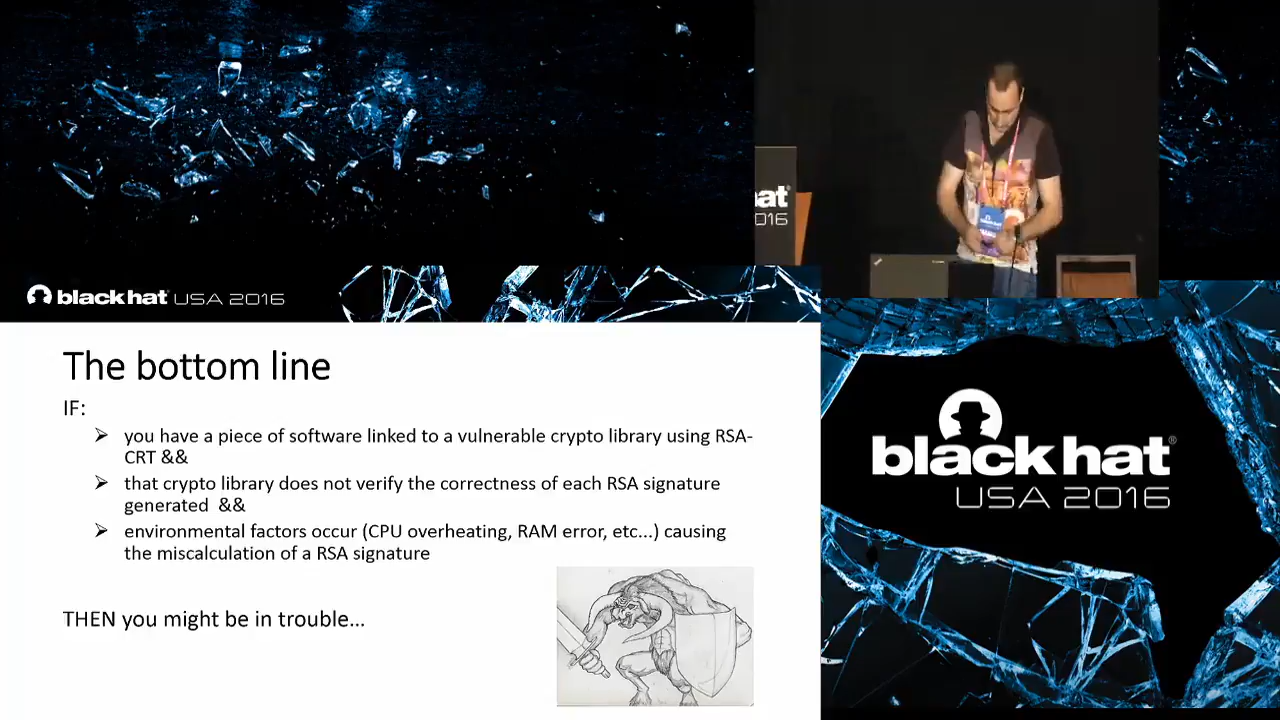 hat
2016
black hat USA 2016
The bottom line
IF:
➢ you have a piece of software linked to a vulnerable crypto library using RSA-
CRT &&
➢ that crypto library does not verify the correctness of each RSA signature
generated &&
➢ environmental factors occur (CPU overheating, RAM error, etc...) causing
the miscalculation of a RSA signature
THEN you might be in trouble...
black hat®
USA 2016